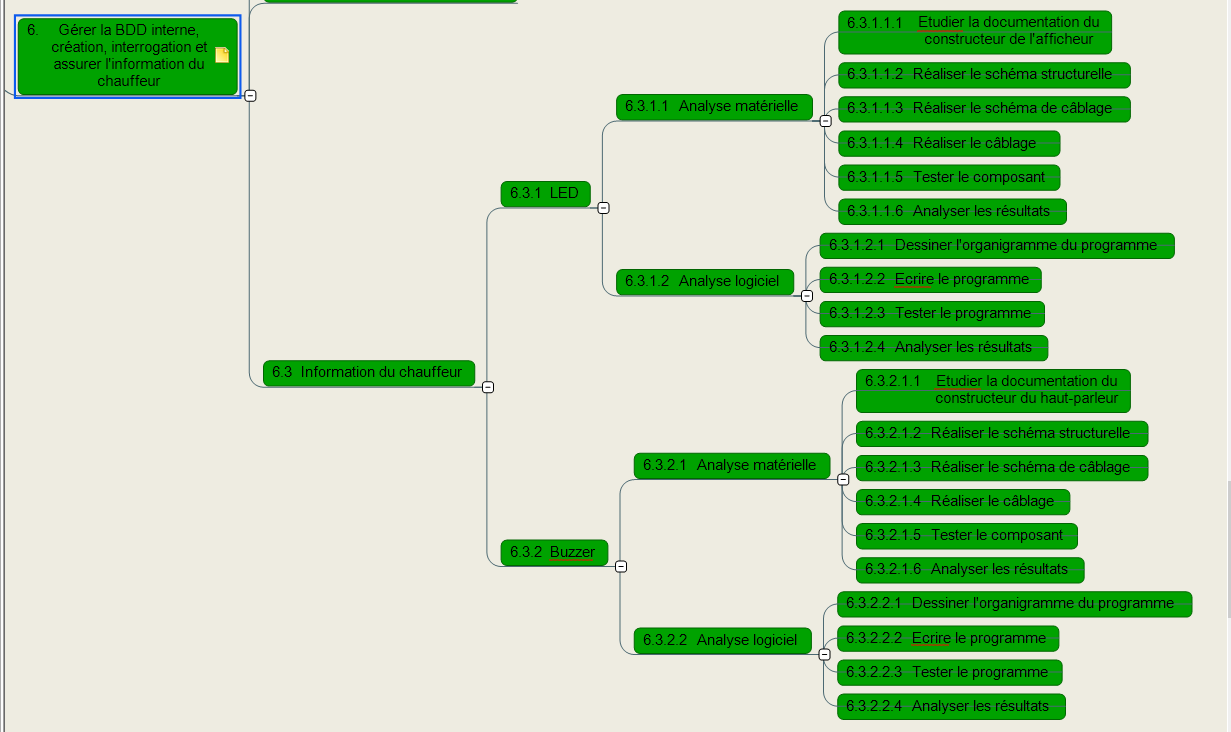 6. Gérer la BDD interne,
création, interrogation et
assurer l'information du
chauffeur
6.3 Information du chauffeur
6.3.1 LED
6.3.1.1 Analyse matérielle
6.3.1.1.1 Etudier la documentation du
constructeur de l'afficheur
6.3.1.1.2 Réaliser le schéma structurelle
6.3.1.1.3 Réaliser le schéma de câblage
6.3.1.1.4 Réaliser le câblage
6.3.1.1.5 Tester le composant
6.3.1.1.6 Analyser les résultats
6.3.1.2 Analyse logiciel
6.3.1.2.1 Dessiner l'organigramme du programme
6.3.1.2.2 Ecrire le programme
6.3.1.2.3 Tester le programme
6.3.1.2.4 Analyser les résultats
6.3.2 Buzzer
6.3.2.1 Analyse matérielle
6.3.2.1.1 Etudier la documentation du
constructeur du haut-parleur
6.3.2.1.2 Réaliser le schéma structurelle
6.3.2.1.3 Réaliser le schéma de câblage
6.3.2.1.4 Réaliser le câblage
6.3.2.1.5 Tester le composant
6.3.2.1.6 Analyser les résultats
6.3.2.2 Analyse logiciel
6.3.2.2.1 Dessiner l'organigramme du programme
6.3.2.2.2 Ecrire le programme
6.3.2.2.3 Tester le programme
6.3.2.2.4 Analyser les résultats